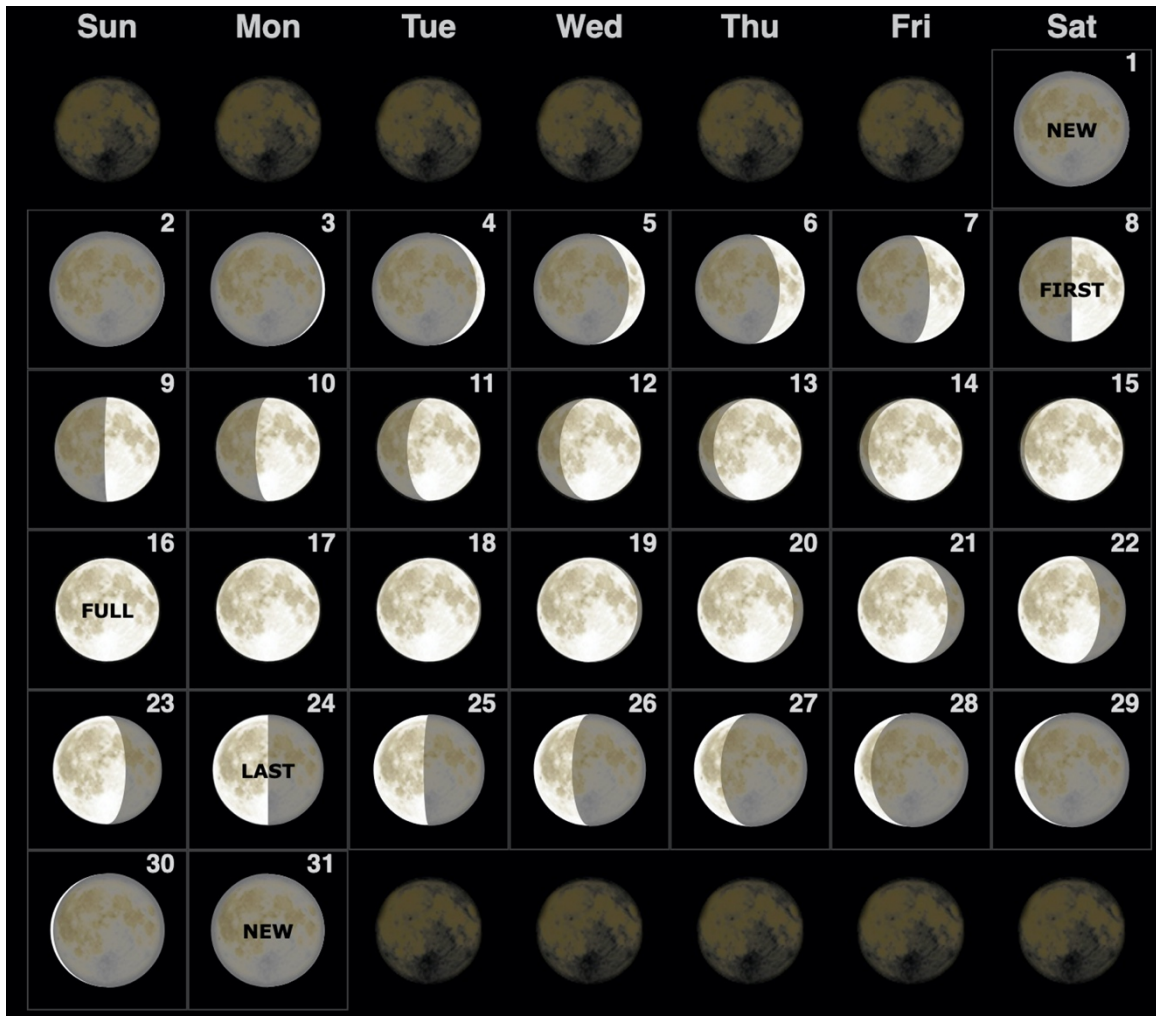 Sun Mon Tue Wed Thu Fri Sat
1
NEW
2 3 4 5 6 7 8
FIRST
9 10 11 12 13 14 15
16 17 18 19 20 21 22
FULL
23 24 25 26 27 28 29
LAST
30 31
NEW